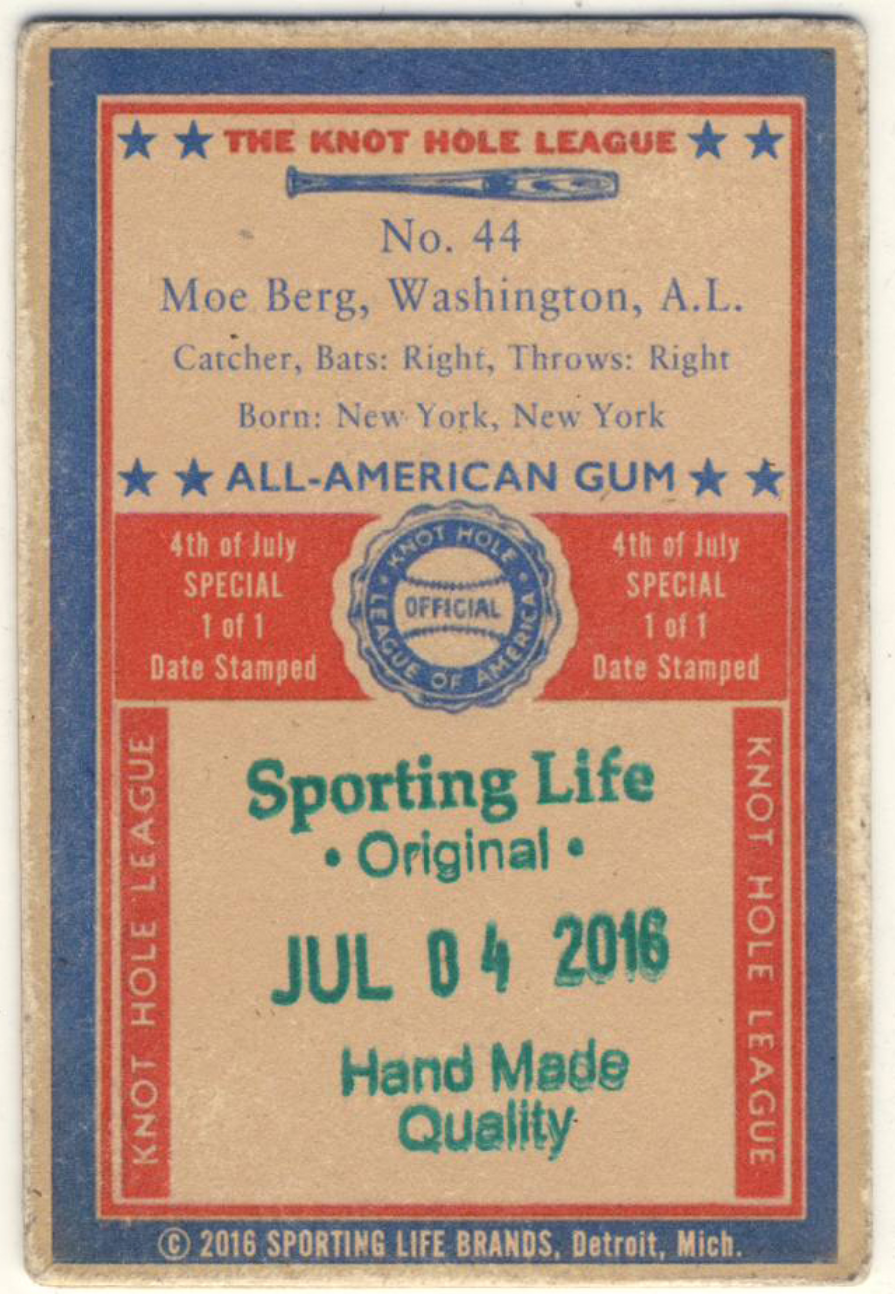 THE KNOT HOLE LEAGUE
No. 44
Moe Berg, Washington, A.L.
Catcher, Bats: Right, Throws: Right
Born: New York, New York
ALL-AMERICAN GUM
4th of July
SPECIAL
1 of 1
Date Stamped
KNOT HOLE
LEAGUE OF AMERICA
OFFICIAL
4th of July
SPECIAL
1 of 1
Date Stamped
KNOT HOLE LEAGUE
Sporting Life
• Original •
JUL 04 2016
Hand Made
Quality
KNOT HOLE LEAGUE
© 2016 SPORTING LIFE BRANDS, Detroit, Mich.